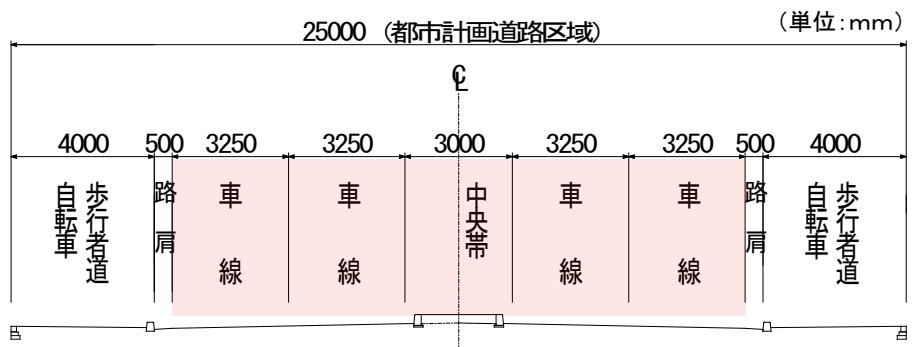 (単位:mm)
25000 (都市計画道路区域)
℄
4000 500 3250 3250 3000 3250 3250 500 4000
自転車歩行者道
路肩
車線
車線
中央帯
車線
車線
路肩
自転車歩行者道